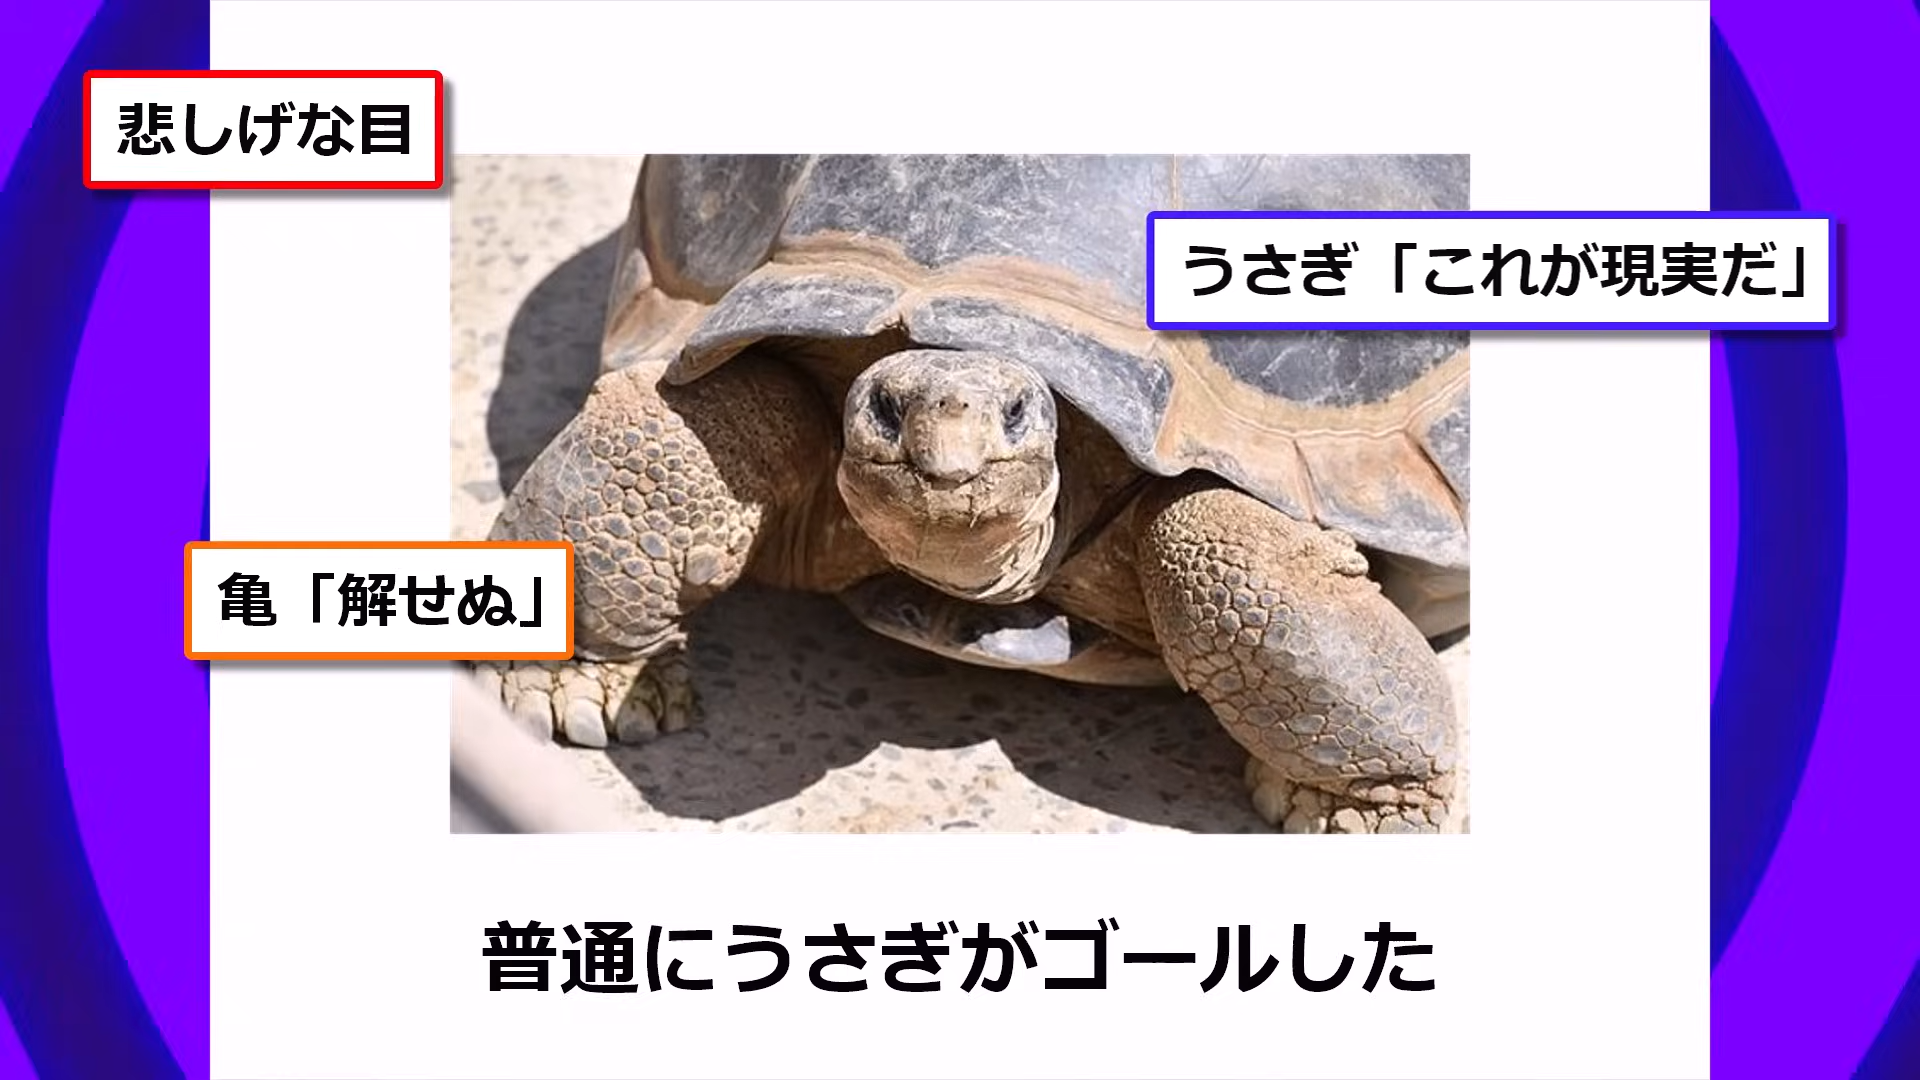 悲しげな目
うさぎ「これが現実だ」
亀「解せぬ」
普通にうさぎがゴールした